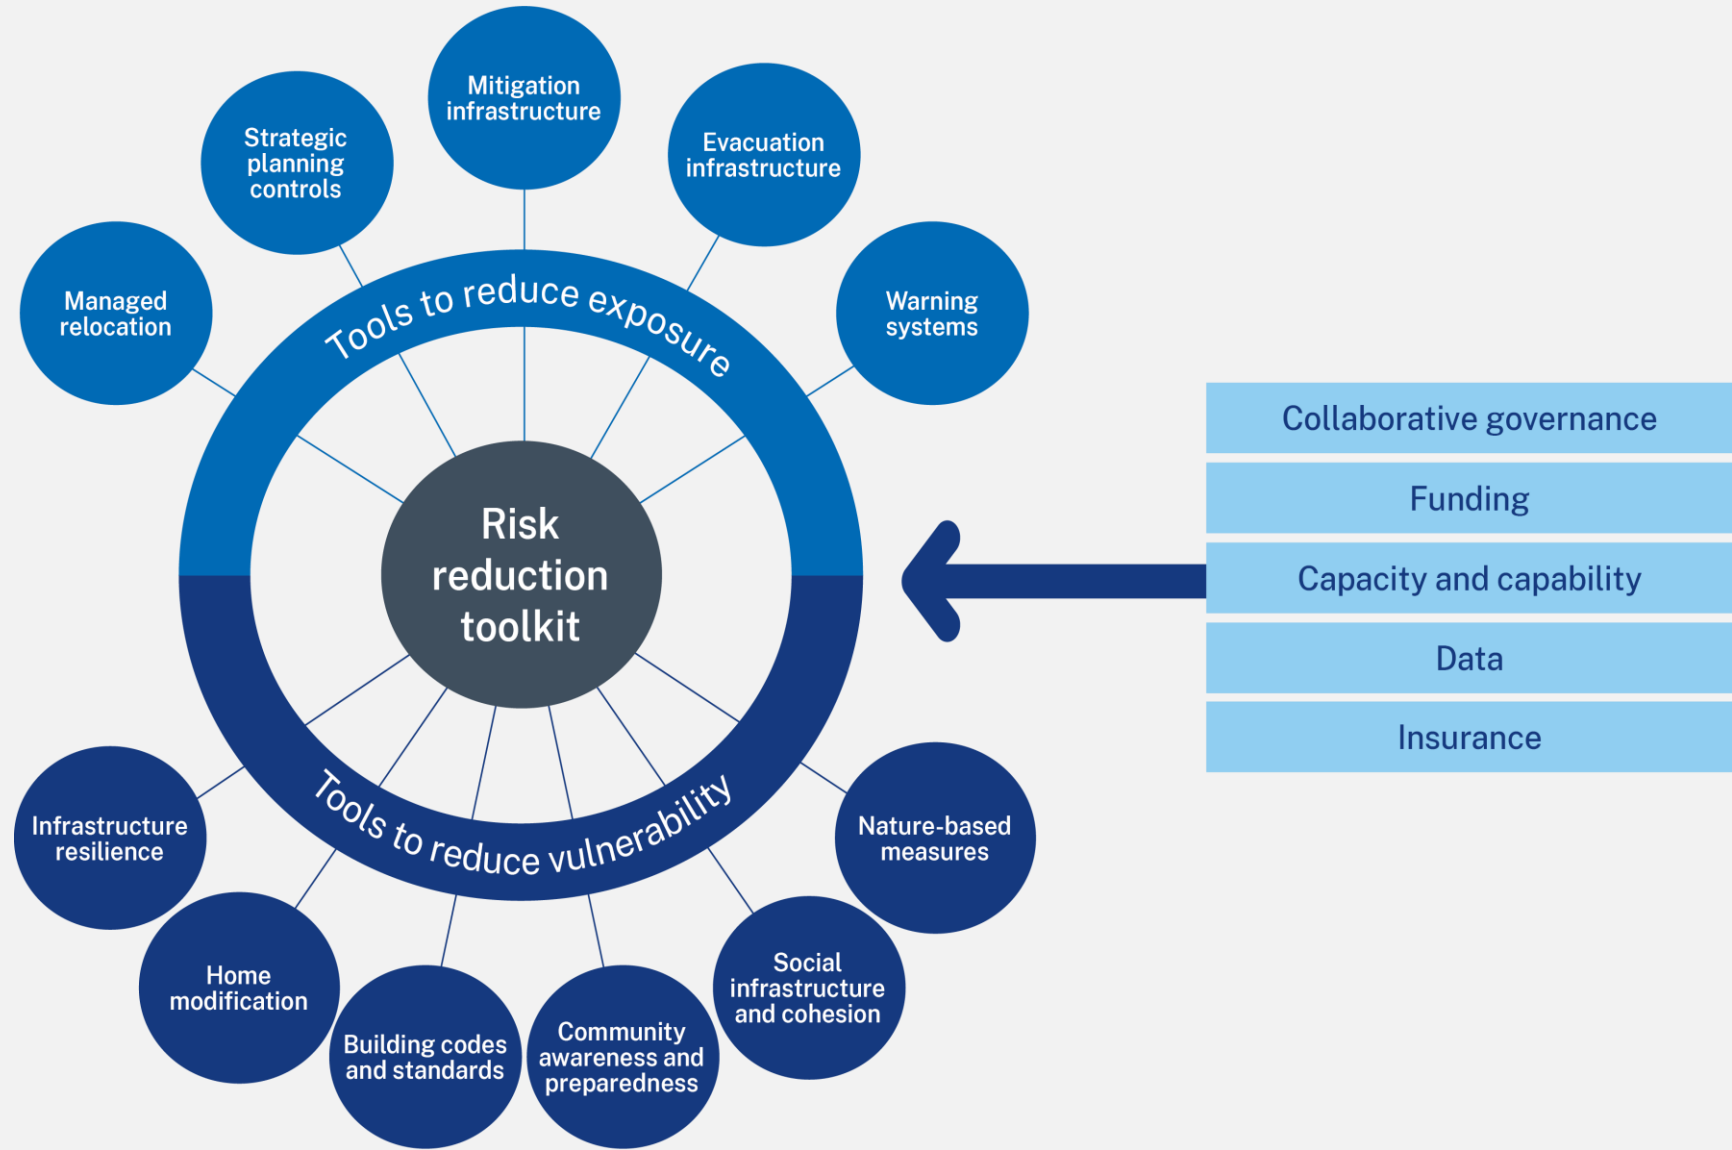 Mitigation
infrastructure
Strategic
planning
controls
Evacuation
infrastructure
Managed
relocation
Warning
systems
Tools to reduce exposure
Risk
reduction
toolkit
Tools to reduce vulnerability
Infrastructure
resilience
Home
modification
Building codes
and standards
Community
awareness and
preparedness
Social
infrastructure
and cohesion
Nature-based
measures
Collaborative governance
Funding
Capacity and capability
Data
Insurance